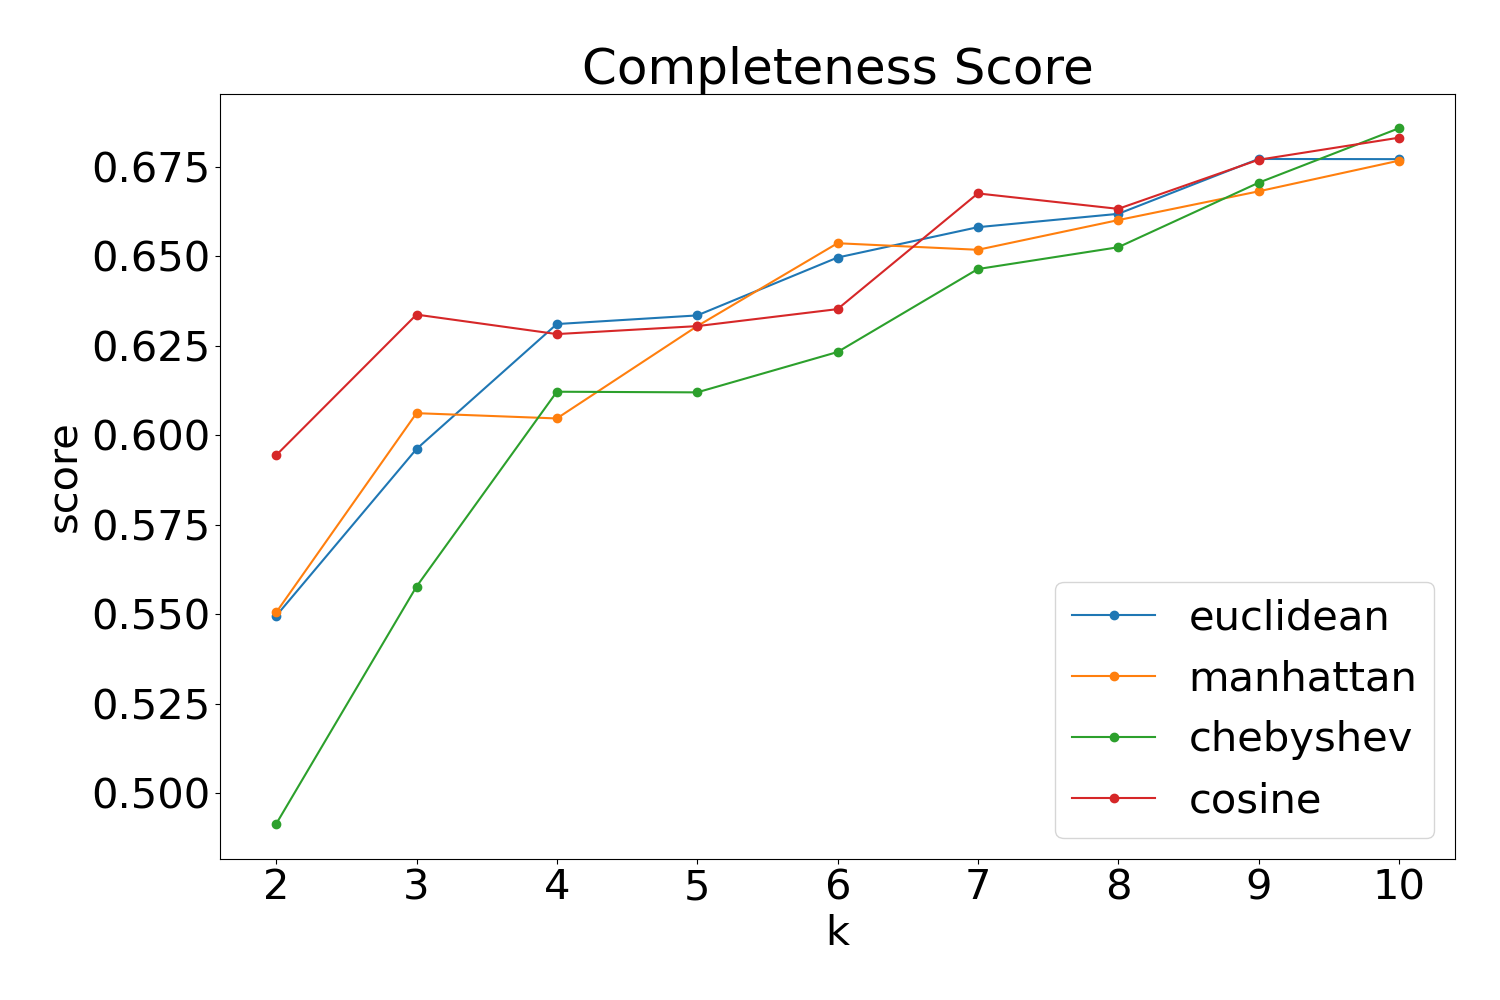 Completeness Score
score
0.675
0.650
0.625
0.600
0.575
0.550
0.525
0.500
2 3 4 5 6 7 8 9 10
k
euclidean
manhattan
chebyshev
cosine